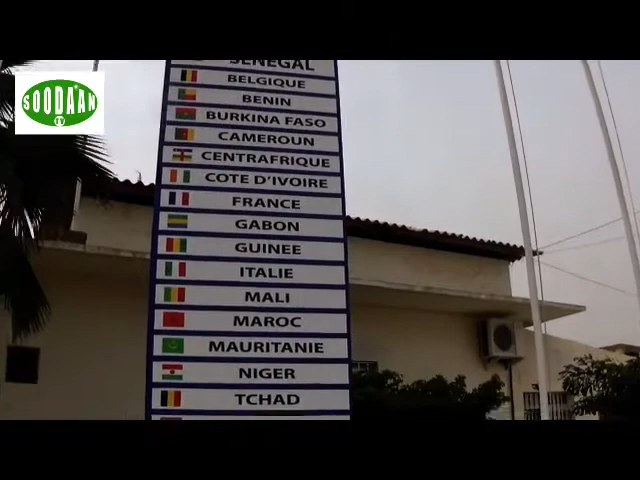 SENEGAL
SOODAAN
TV
BELGIQUE
BENIN
BURKINA FASO
CAMEROUN
CENTRAFRIQUE
COTE D'IVOIRE
FRANCE
GABON
GUINEE
ITALIE
MALI
MAROC
MAURITANIE
NIGER
TCHAD